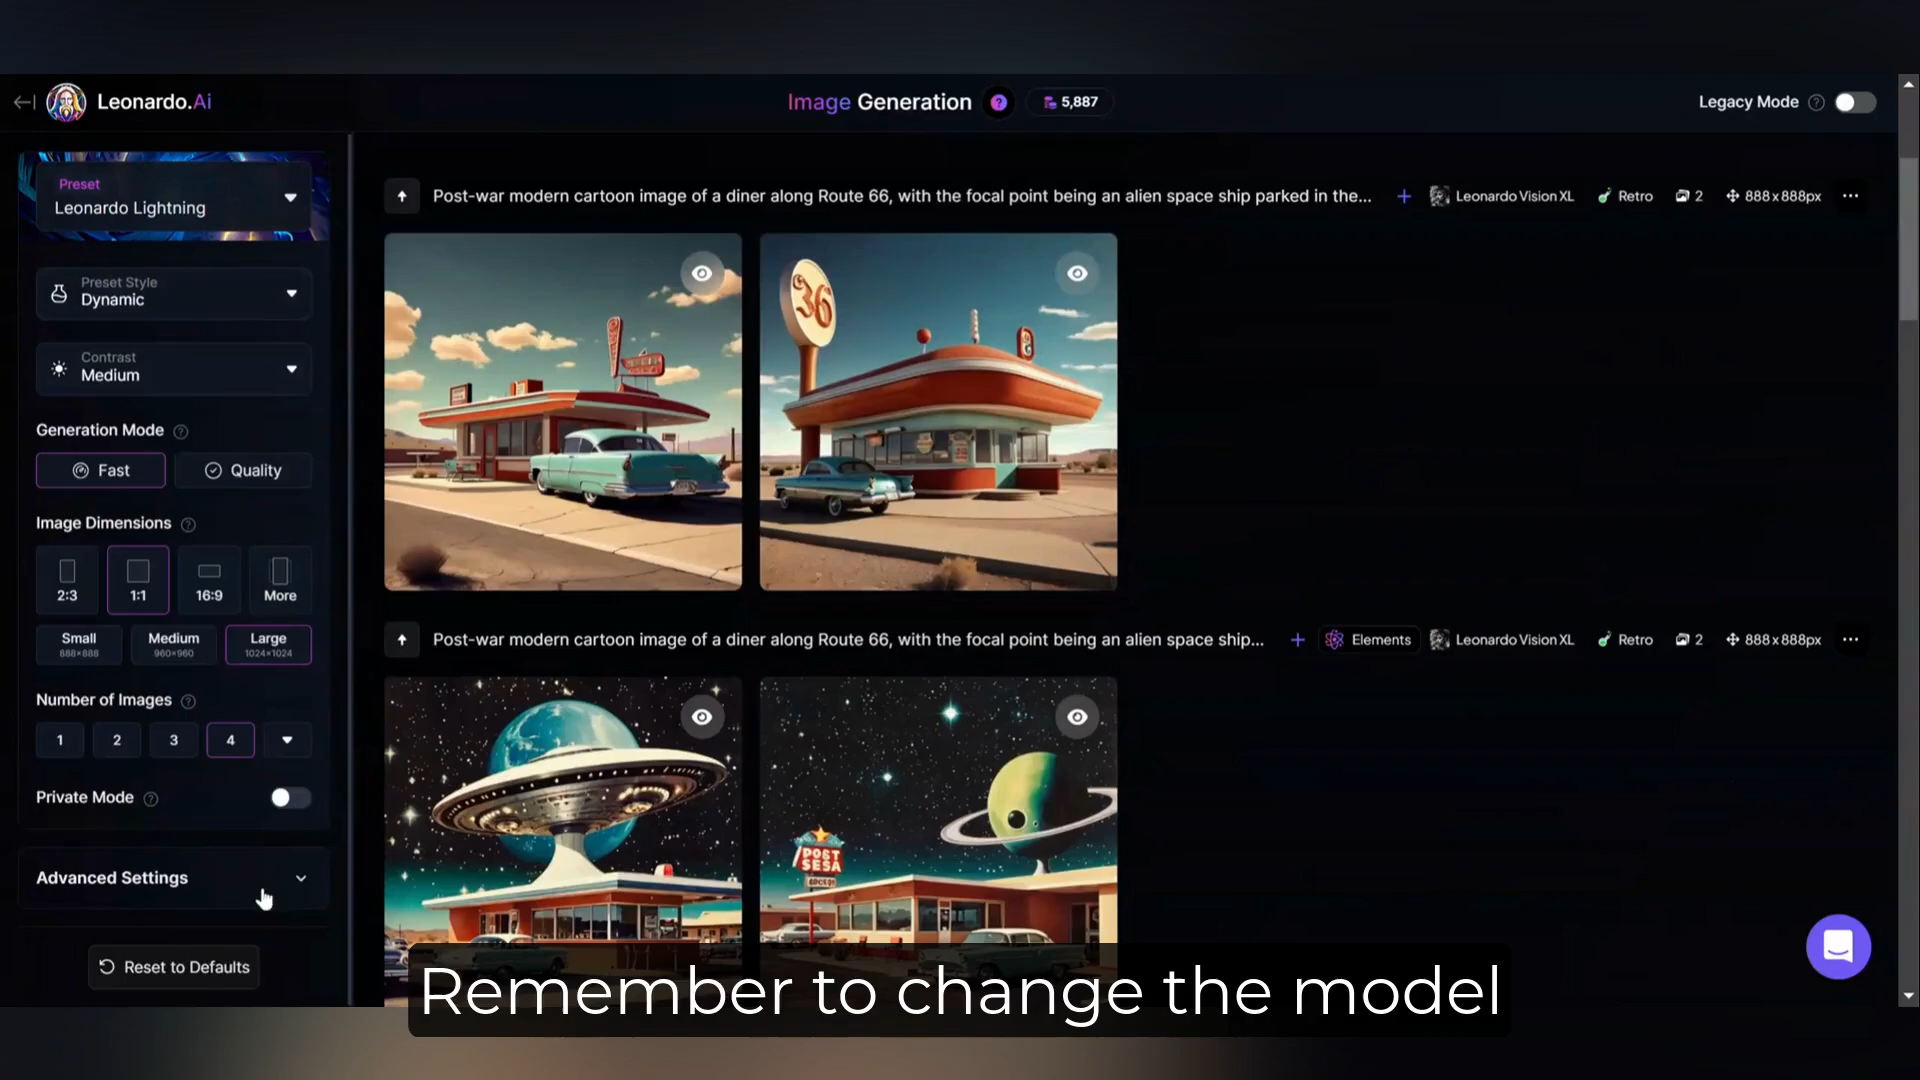 Leonardo.Ai
Image Generation
5,887
Legacy Mode
Preset
Leonardo Lightning
Preset Style
Dynamic
Contrast
Medium
Generation Mode
Fast
Quality
Image Dimensions
2:3
1:1
16:9
More
Small
888×888
Medium
960×960
Large
1024×1024
Number of Images
1
2
3
4
Private Mode
Advanced Settings
Reset to Defaults
Post-war modern cartoon image of a diner along Route 66, with the focal point being an alien space ship parked in the...
Leonardo Vision XL
Retro
2
888x888px
36
Post-war modern cartoon image of a diner along Route 66, with the focal point being an alien space ship...
Elements
Leonardo Vision XL
Retro
2
888x888px
POST
SESA
Remember to change the model